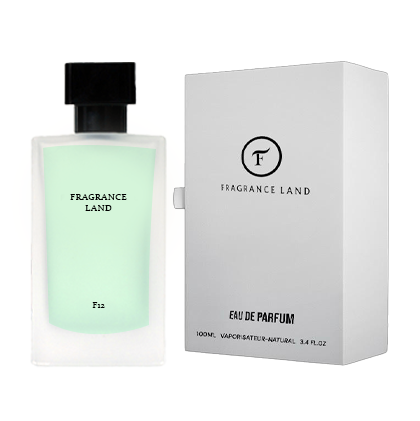 FRAGRANCE
LAND
F12
F
FRAGRANCE LAND
EAU DE PARFUM
100ML VAPORISATEUR-NATURAL 3.4 FL.OZ